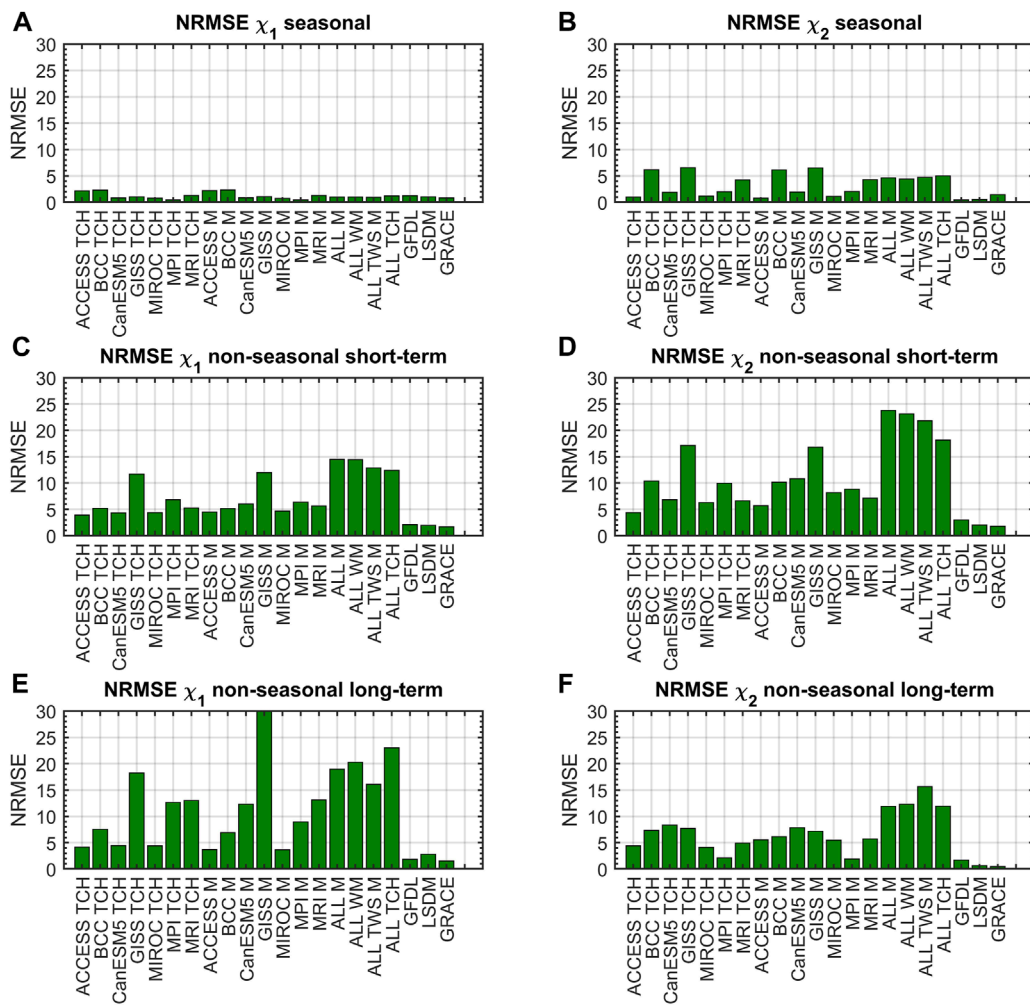 A
NRMSE χ1 seasonal
30
25
20
15
10
5
0
NRMSE
ACCESS TCH
BCC TCH
CanESM5 TCH
GISS TCH
MIROC TCH
MPI TCH
MRI TCH
ACCESS M
BCC M
CanESM5
GISS M
MIROC M
MPI M
MRI M
ALL M
ALL WM
ALL TWS M
ALL TCH
GFDL
LSDM
GRACE
B
NRMSE χ2 seasonal
30
25
20
15
10
5
0
NRMSE
ACCESS TCH
BCC TCH
CanESM5 TCH
GISS TCH
MIROC TCH
MPI TCH
MRI TCH
ACCESS M
BCC M
CanESM5
GISS M
MIROC M
MPI M
MRI M
ALL M
ALL WM
ALL TWS M
ALL TCH
GFDL
LSDM
GRACE
C
NRMSE χ1 non-seasonal short-term
30
25
20
15
10
5
0
NRMSE
ACCESS TCH
BCC TCH
CanESM5 TCH
GISS TCH
MIROC TCH
MPI TCH
MRI TCH
ACCESS M
BCC M
CanESM5
GISS M
MIROC M
MPI M
MRI M
ALL M
ALL WM
ALL TWS M
ALL TCH
GFDL
LSDM
GRACE
D
NRMSE χ2 non-seasonal short-term
30
25
20
15
10
5
0
NRMSE
ACCESS TCH
BCC TCH
CanESM5 TCH
GISS TCH
MIROC TCH
MPI TCH
MRI TCH
ACCESS M
BCC M
CanESM5
GISS M
MIROC M
MPI M
MRI M
ALL M
ALL WM
ALL TWS M
ALL TCH
GFDL
LSDM
GRACE
E
NRMSE χ1 non-seasonal long-term
30
25
20
15
10
5
0
NRMSE
ACCESS TCH
BCC TCH
CanESM5 TCH
GISS TCH
MIROC TCH
MPI TCH
MRI TCH
ACCESS M
BCC M
CanESM5
GISS M
MIROC M
MPI M
MRI M
ALL M
ALL WM
ALL TWS M
ALL TCH
GFDL
LSDM
GRACE
F
NRMSE χ2 non-seasonal long-term
30
25
20
15
10
5
0
NRMSE
ACCESS TCH
BCC TCH
CanESM5 TCH
GISS TCH
MIROC TCH
MPI TCH
MRI TCH
ACCESS M
BCC M
CanESM5
GISS M
MIROC M
MPI M
MRI M
ALL M
ALL WM
ALL TWS M
ALL TCH
GFDL
LSDM
GRACE